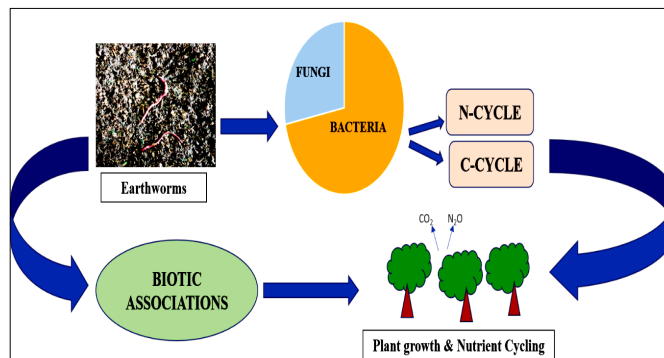 FUNGI
BACTERIA
N-CYCLE
C-CYCLE
Earthworms
CO₂
N₂O
BIOTIC
ASSOCIATIONS
Plant growth & Nutrient Cycling